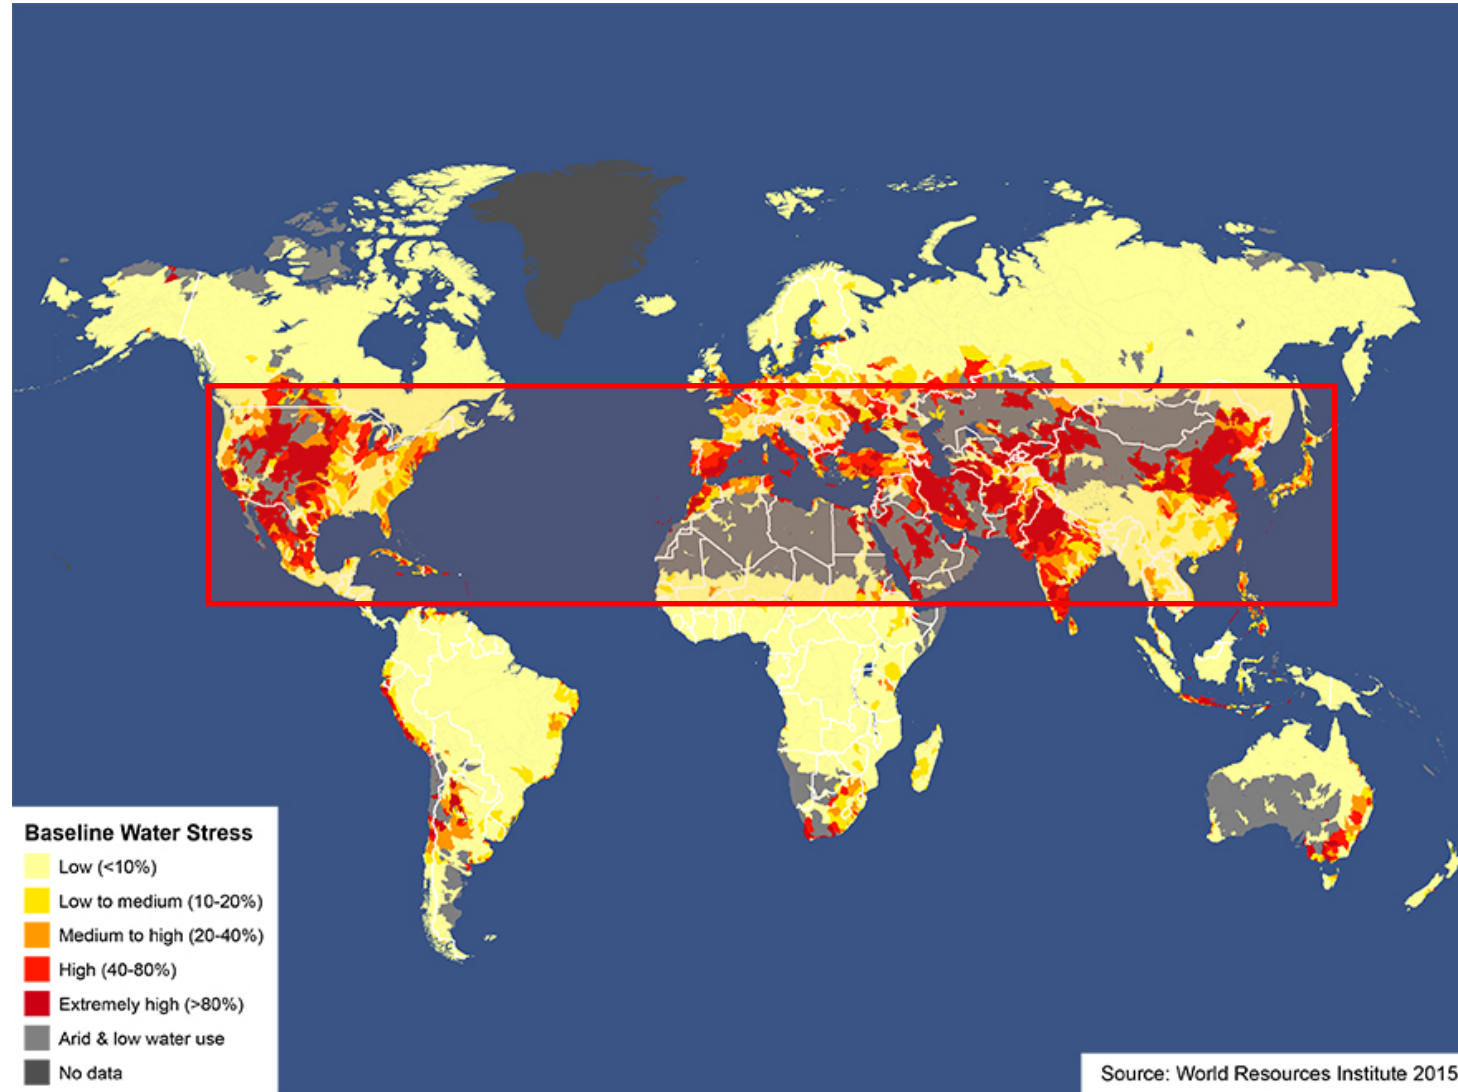 Baseline Water Stress
Low (<10%)
Low to medium (10-20%)
Medium to high (20-40%)
High (40-80%)
Extremely high (>80%)
Arid & low water use
No data
Source: World Resources Institute 2015